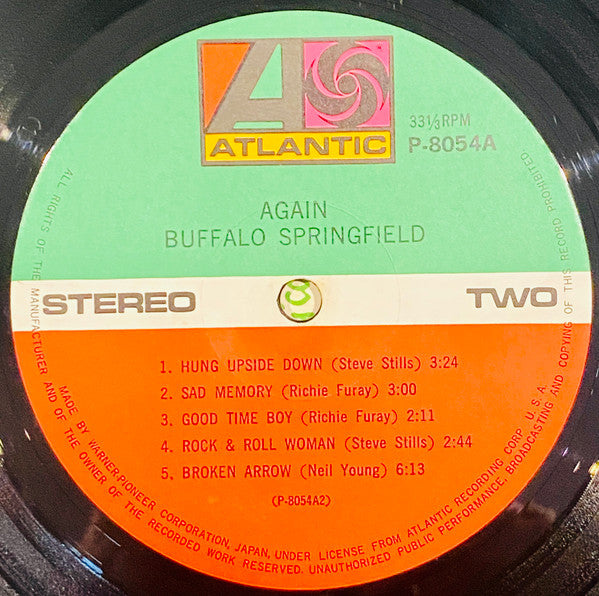 A
ATLANTIC
33⅓RPM
P-8054A
AGAIN
BUFFALO SPRINGFIELD
STEREO
TWO
1. HUNG UPSIDE DOWN (Steve Stills) 3:24
2. SAD MEMORY (Richie Furay) 3:00
3. GOOD TIME BOY (Richie Furay) 2:11
4. ROCK & ROLL WOMAN (Steve Stills) 2:44
5. BROKEN ARROW (Neil Young) 6:13
(P-8054A2)
MADE BY WARNER-PIONEER CORPORATION, JAPAN, UNDER LICENSE FROM ATLANTIC RECORDING CORP. U.S.A.
ALL RIGHTS OF THE MANUFACTURER AND OF THE OWNER OF THE RECORDED WORK RESERVED. UNAUTHORIZED PUBLIC PERFORMANCE, BROADCASTING AND COPYING OF THIS RECORD PROHIBITED.